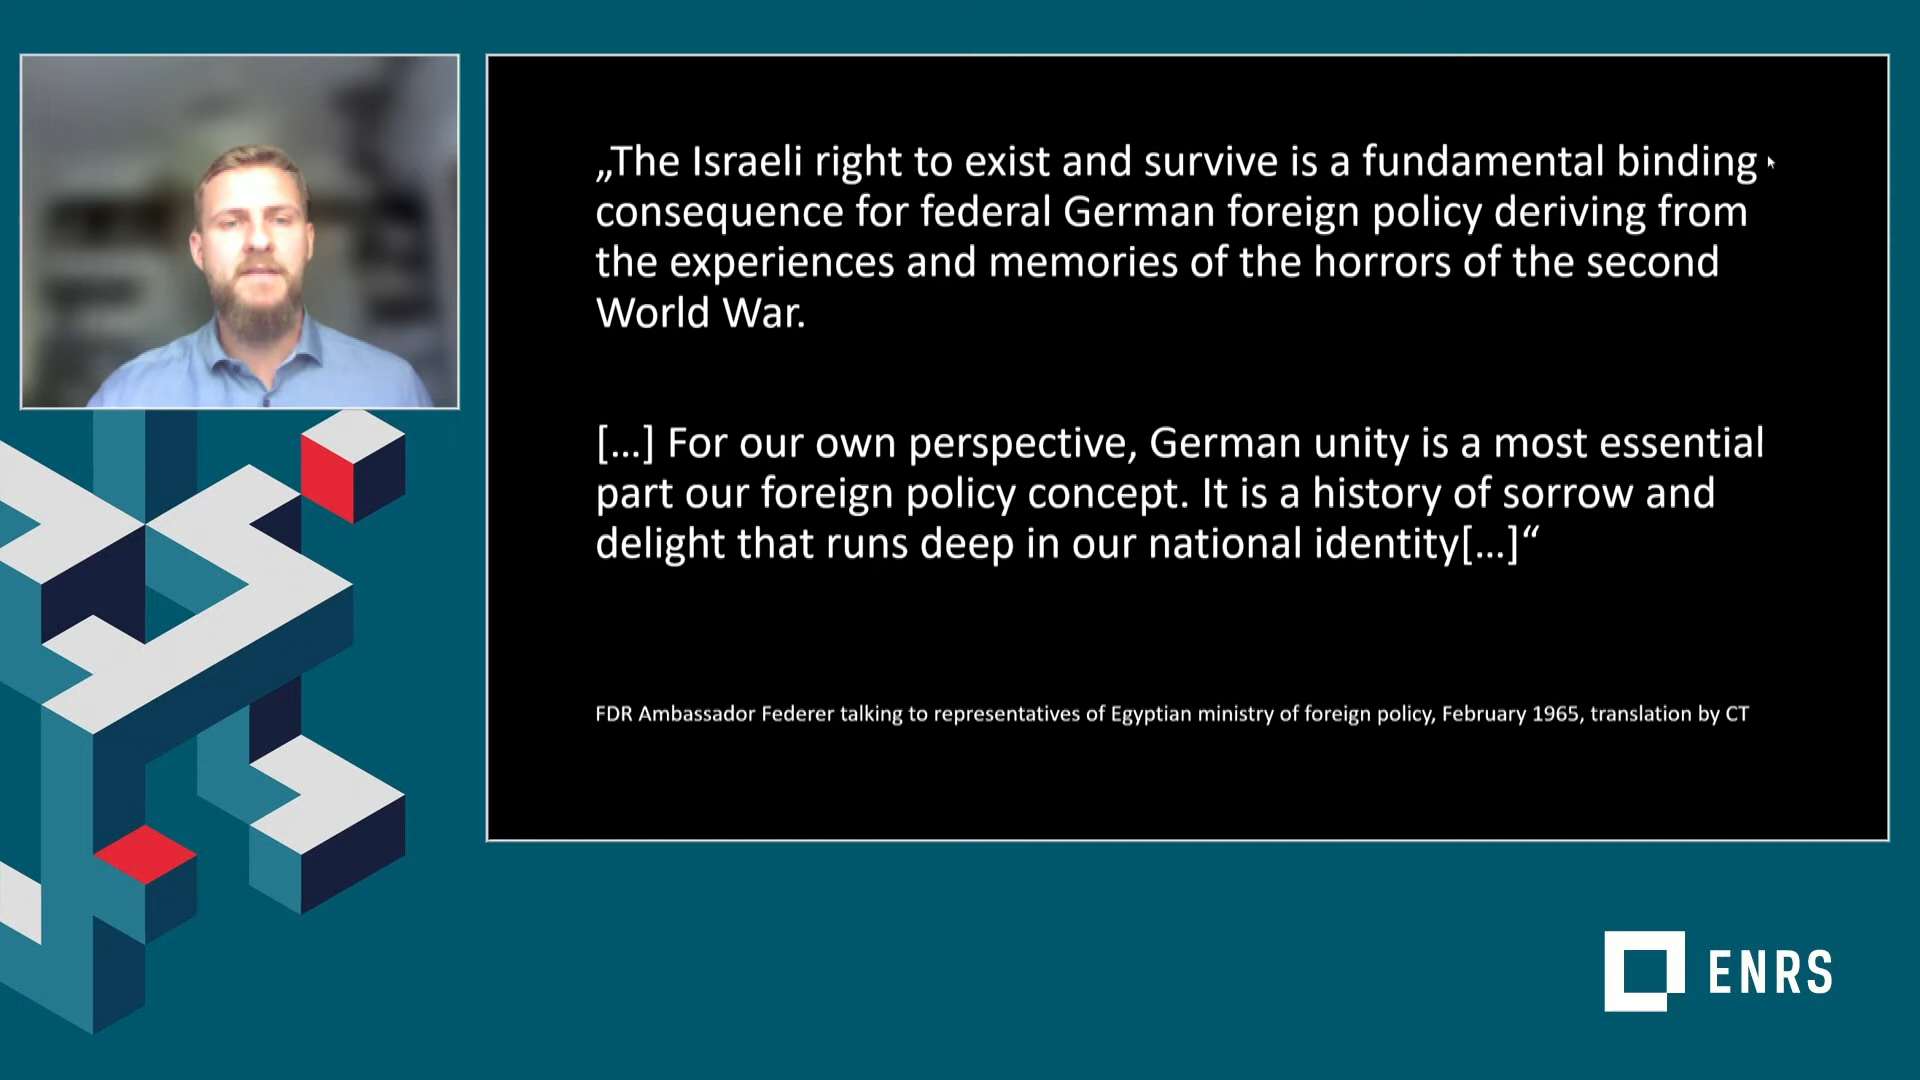 „The Israeli right to exist and survive is a fundamental binding
consequence for federal German foreign policy deriving from
the experiences and memories of the horrors of the second
World War.
[...] For our own perspective, German unity is a most essential
part our foreign policy concept. It is a history of sorrow and
delight that runs deep in our national identity[...]“
FDR Ambassador Federer talking to representatives of Egyptian ministry of foreign policy, February 1965, translation by CT
ENRS